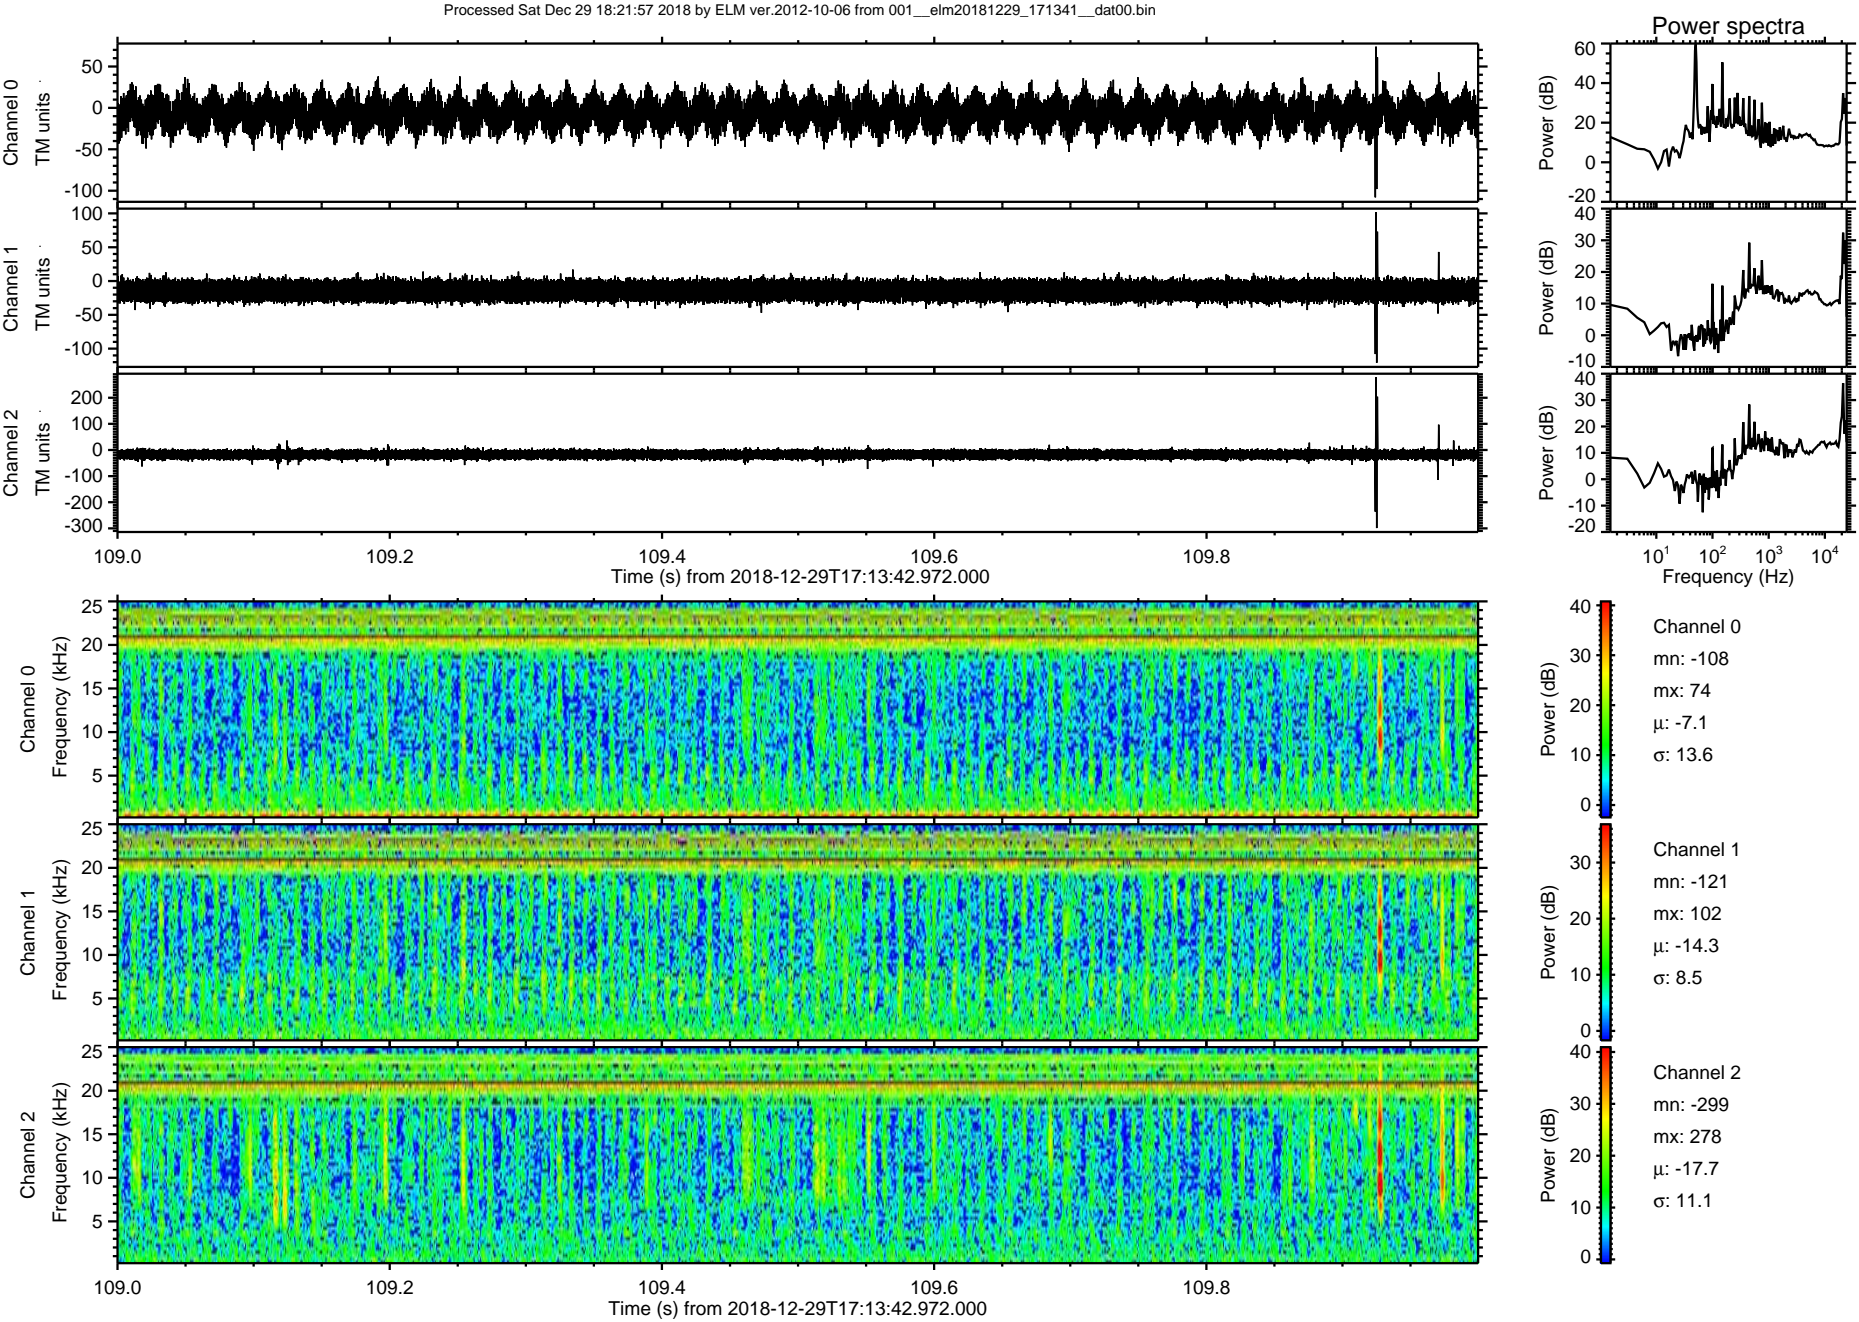 Processed Sat Dec 29 18:21:57 2018 by ELM ver.2012-10-06 from 001__elm20181229_171341__dat00.bin
Power spectra
Channel 0
TM units
50
0
-50
-100
Power (dB)
60
40
20
0
-20
Channel 1
TM units
100
50
0
-50
-100
Power (dB)
40
30
20
10
0
-10
Channel 2
TM units
200
100
0
-100
-200
-300
Power (dB)
40
30
20
10
0
-10
-20
109.0 109.2 109.4 109.6 109.8
Time (s) from 2018-12-29T17:13:42.972.000
10¹ 10² 10³ 10⁴
Frequency (Hz)
Channel 0
Frequency (kHz)
25
20
15
10
5
Power (dB)
40
30
20
10
0
Channel 0
mn: -108
mx: 74
μ: -7.1
σ: 13.6
Channel 1
Frequency (kHz)
25
20
15
10
5
Power (dB)
30
20
10
0
Channel 1
mn: -121
mx: 102
μ: -14.3
σ: 8.5
Channel 2
Frequency (kHz)
25
20
15
10
5
Power (dB)
40
30
20
10
0
Channel 2
mn: -299
mx: 278
μ: -17.7
σ: 11.1
109.0 109.2 109.4 109.6 109.8
Time (s) from 2018-12-29T17:13:42.972.000